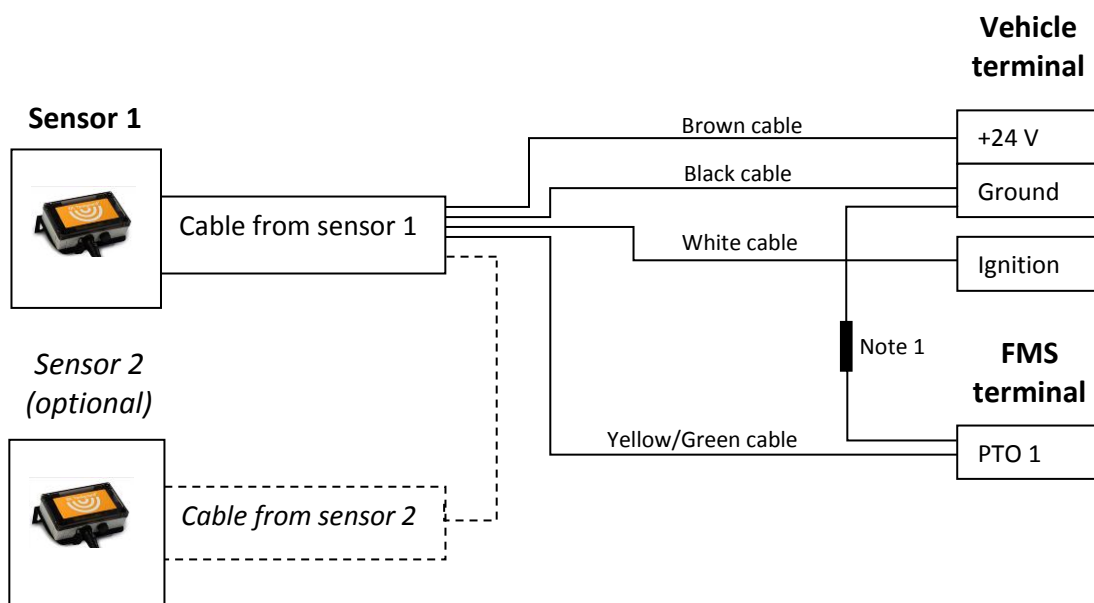 Vehicle
terminal
Sensor 1
Brown cable
+24 V
Black cable
Ground
Cable from sensor 1
White cable
Ignition
Note 1
FMS
terminal
Sensor 2
(optional)
Yellow/Green cable
PTO 1
Cable from sensor 2